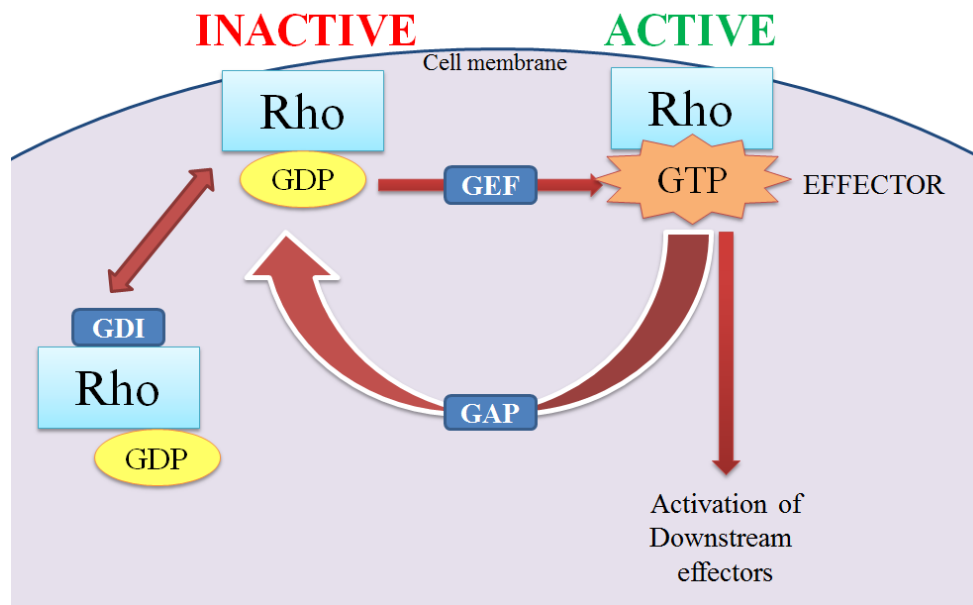 INACTIVE
ACTIVE
Cell membrane
Rho
Rho
GDP
GEF
GTP
EFFECTOR
GDI
Rho
GAP
GDP
Activation of
Downstream
effectors